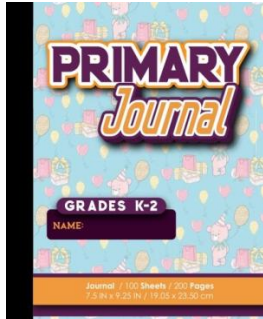 PRIMARY
Journal
GRADES K-2
NAME:
Journal / 100 Sheets / 200 Pages
7.5 IN x 9.25 IN / 19.05 x 23.50 cm